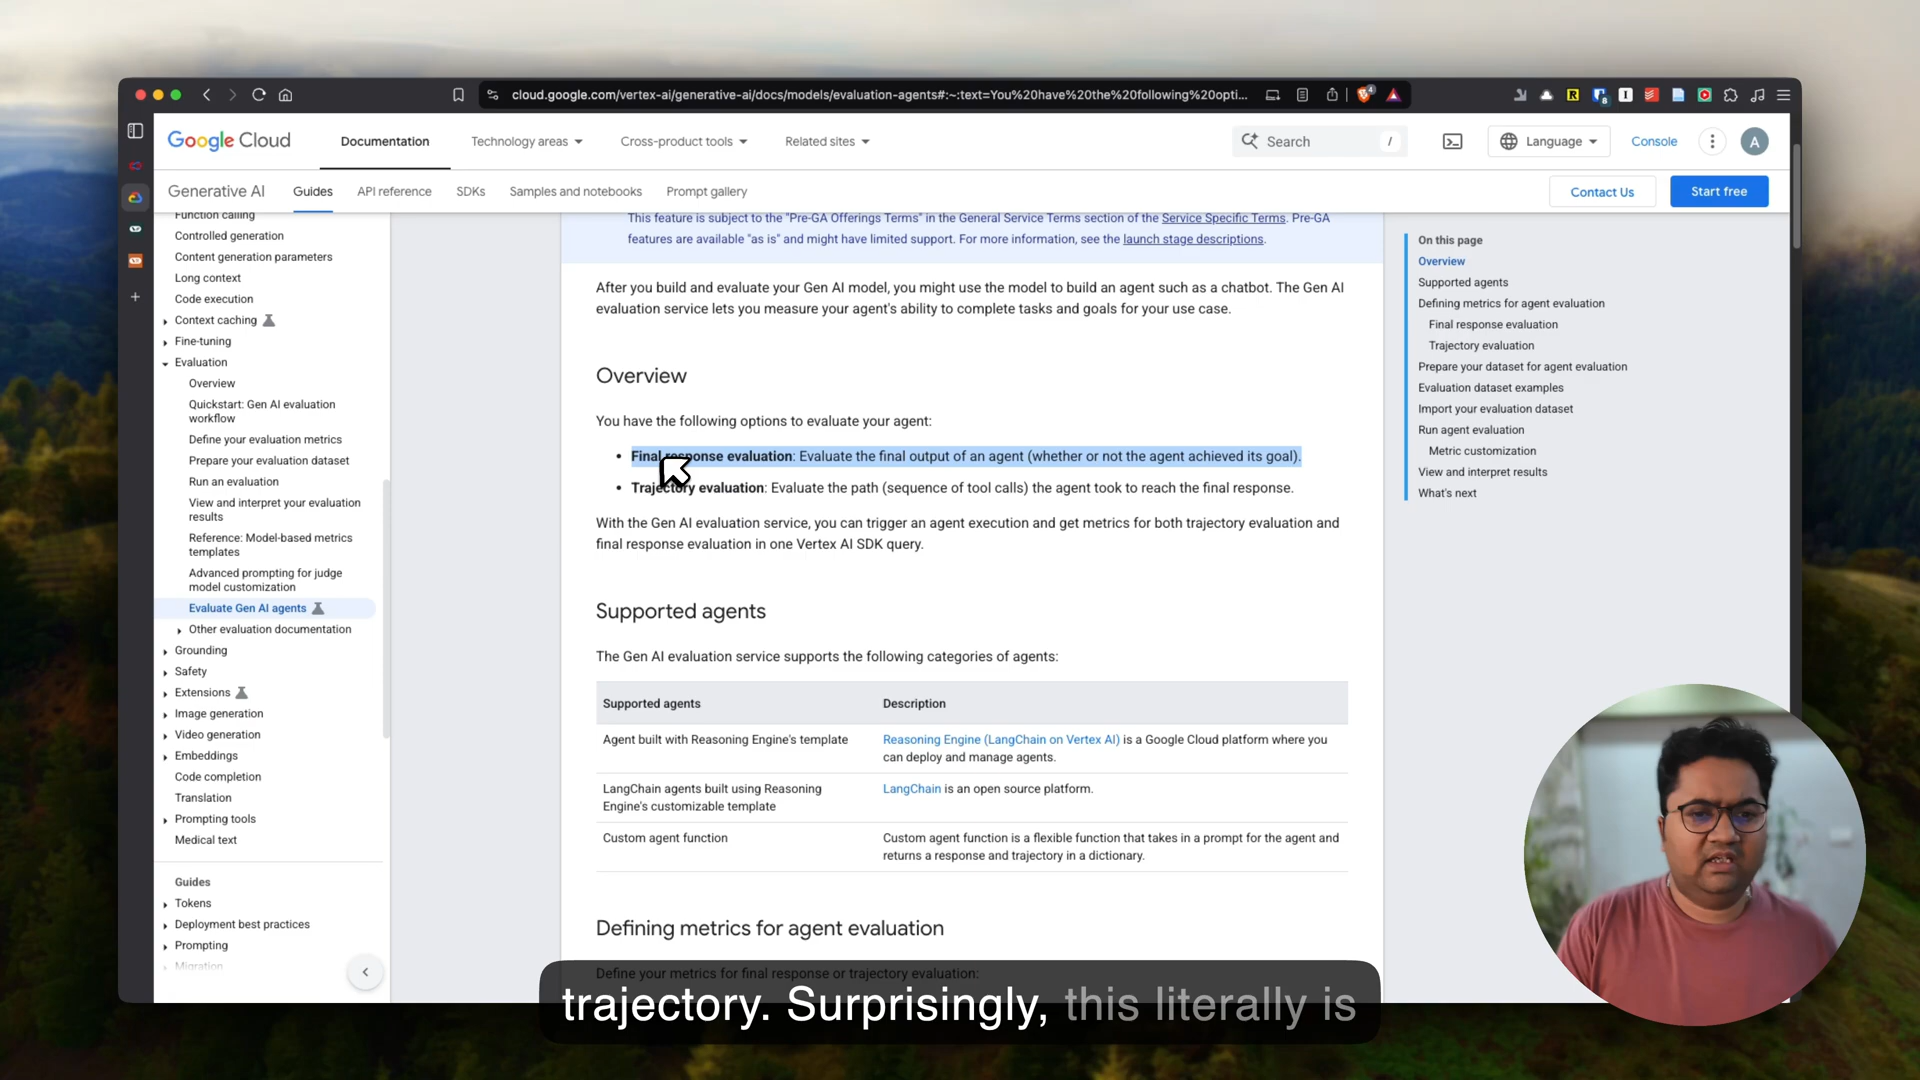 cloud.google.com/vertex-ai/generative-ai/docs/models/evaluation-agents#:~:text=You%20have%20the%20following%20opti...
Google Cloud
Documentation
Technology areas
Cross-product tools
Related sites
Search
/
Language
Console
A
Generative AI
Guides
API reference
SDKs
Samples and notebooks
Prompt gallery
Contact Us
Start free
Function calling
Controlled generation
Content generation parameters
Long context
Code execution
Context caching
Fine-tuning
Evaluation
Overview
Quickstart: Gen AI evaluation
workflow
Define your evaluation metrics
Prepare your evaluation dataset
Run an evaluation
View and interpret your evaluation
results
Reference: Model-based metrics
templates
Advanced prompting for judge
model customization
Evaluate Gen AI agents
Other evaluation documentation
Grounding
Safety
Extensions
Image generation
Video generation
Embeddings
Code completion
Translation
Prompting tools
Medical text
Guides
Tokens
Deployment best practices
Prompting
Migration
This feature is subject to the "Pre-GA Offerings Terms" in the General Service Terms section of the Service Specific Terms. Pre-GA
features are available "as is" and might have limited support. For more information, see the launch stage descriptions.
After you build and evaluate your Gen AI model, you might use the model to build an agent such as a chatbot. The Gen AI
evaluation service lets you measure your agent's ability to complete tasks and goals for your use case.
Overview
You have the following options to evaluate your agent:
• Final response evaluation: Evaluate the final output of an agent (whether or not the agent achieved its goal).
• Trajectory evaluation: Evaluate the path (sequence of tool calls) the agent took to reach the final response.
With the Gen AI evaluation service, you can trigger an agent execution and get metrics for both trajectory evaluation and
final response evaluation in one Vertex AI SDK query.
Supported agents
The Gen AI evaluation service supports the following categories of agents:
Supported agents
Description
Agent built with Reasoning Engine's template
Reasoning Engine (LangChain on Vertex AI) is a Google Cloud platform where you
can deploy and manage agents.
LangChain agents built using Reasoning
Engine's customizable template
LangChain is an open source platform.
Custom agent function
Custom agent function is a flexible function that takes in a prompt for the agent and
returns a response and trajectory in a dictionary.
Defining metrics for agent evaluation
Define your metrics for final response or trajectory evaluation:
On this page
Overview
Supported agents
Defining metrics for agent evaluation
Final response evaluation
Trajectory evaluation
Prepare your dataset for agent evaluation
Evaluation dataset examples
Import your evaluation dataset
Run agent evaluation
Metric customization
View and interpret results
What's next
trajectory. Surprisingly, this literally is